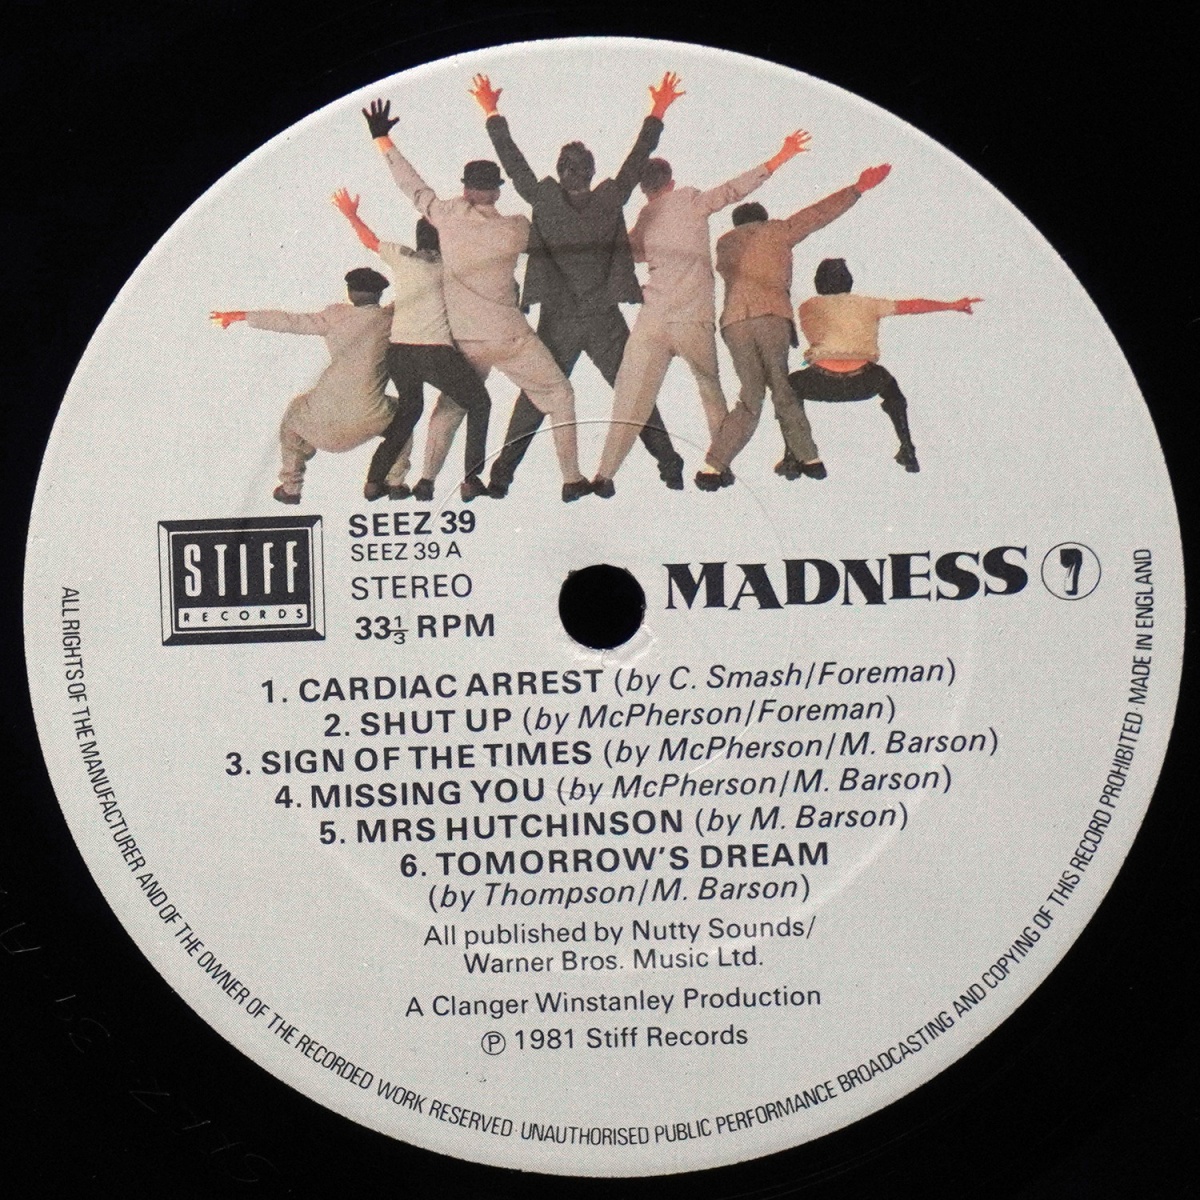 STIFF
RECORDS
SEEZ 39
SEEZ 39 A
STEREO
33⅓ RPM
MADNESS 7
1. CARDIAC ARREST (by C. Smash/Foreman)
2. SHUT UP (by McPherson/Foreman)
3. SIGN OF THE TIMES (by McPherson/M. Barson)
4. MISSING YOU (by McPherson/M. Barson)
5. MRS HUTCHINSON (by M. Barson)
6. TOMORROW'S DREAM
(by Thompson/M. Barson)
All published by Nutty Sounds/
Warner Bros. Music Ltd.
A Clanger Winstanley Production
℗ 1981 Stiff Records
ALL RIGHTS OF THE MANUFACTURER AND OF THE OWNER OF THE RECORDED WORK RESERVED · UNAUTHORISED PUBLIC PERFORMANCE BROADCASTING AND COPYING OF THIS RECORD PROHIBITED · MADE IN ENGLAND